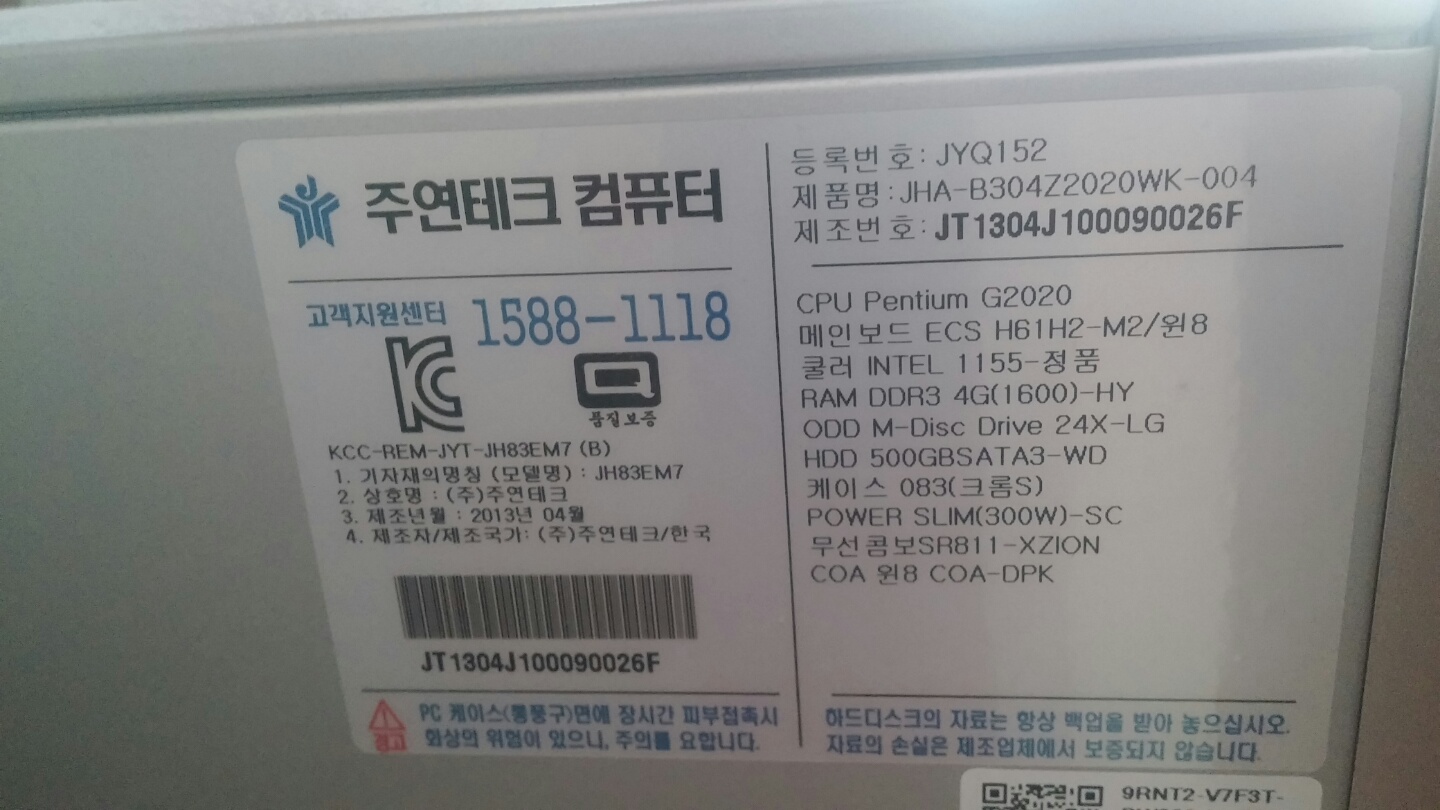 주연테크 컴퓨터
고객지원센터 1588-1118
품질보증
KCC-REM-JYT-JH83EM7 (B)
1. 기자재의명칭 (모델명) : JH83EM7
2. 상호명 : (주)주연테크
3. 제조년월 : 2013년 04월
4. 제조자/제조국가: (주)주연테크/한국
JT1304J100090026F
경고
PC 케이스(통풍구)면에 장시간 피부접촉시
화상의 위험이 있으니, 주의를 요합니다.
등록번호: JYQ152
제품명: JHA-B304Z2020WK-004
제조번호: JT1304J100090026F
CPU Pentium G2020
메인보드 ECS H61H2-M2/윈8
쿨러 INTEL 1155-정품
RAM DDR3 4G(1600)-HY
ODD M-Disc Drive 24X-LG
HDD 500GBSATA3-WD
케이스 083(크롬S)
POWER SLIM(300W)-SC
무선콤보SR811-XZION
COA 윈8 COA-DPK
하드디스크의 자료는 항상 백업을 받아 놓으십시오.
자료의 손실은 제조업체에서 보증되지 않습니다.
9RNT2-V7F3T-